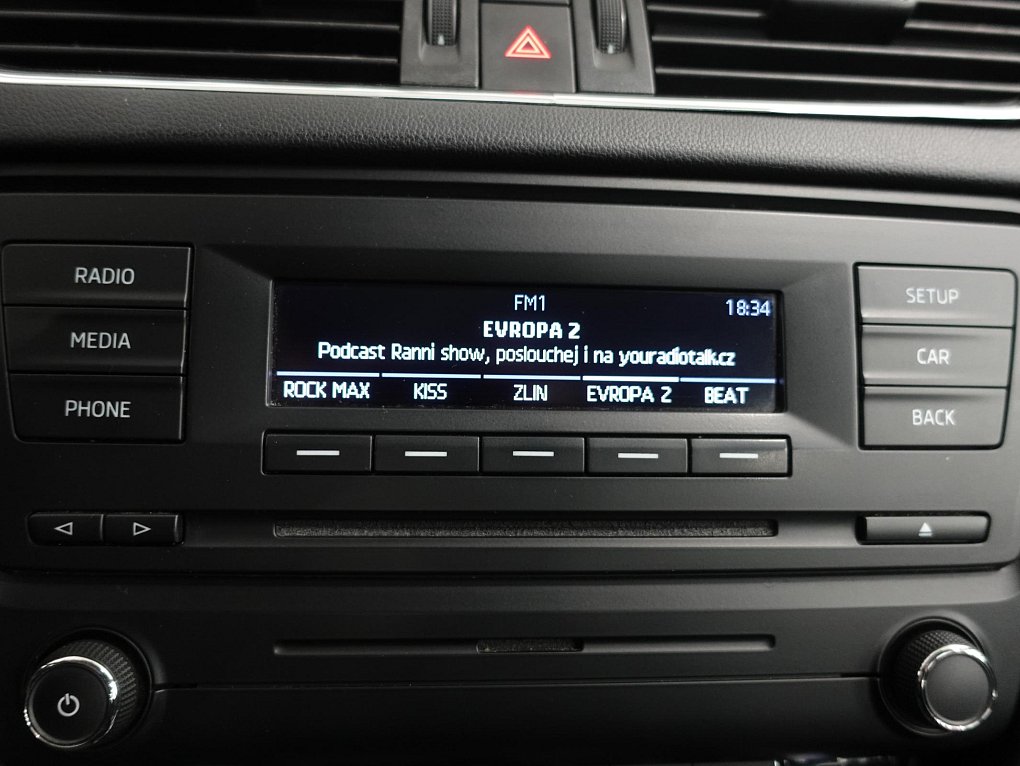 FM1
18:34
EVROPA 2
Podcast Ranni show, poslouchej i na youradiotalk.cz
ROCK MAX KISS ZLIN EVROPA 2 BEAT
RADIO
MEDIA
PHONE
SETUP
CAR
BACK